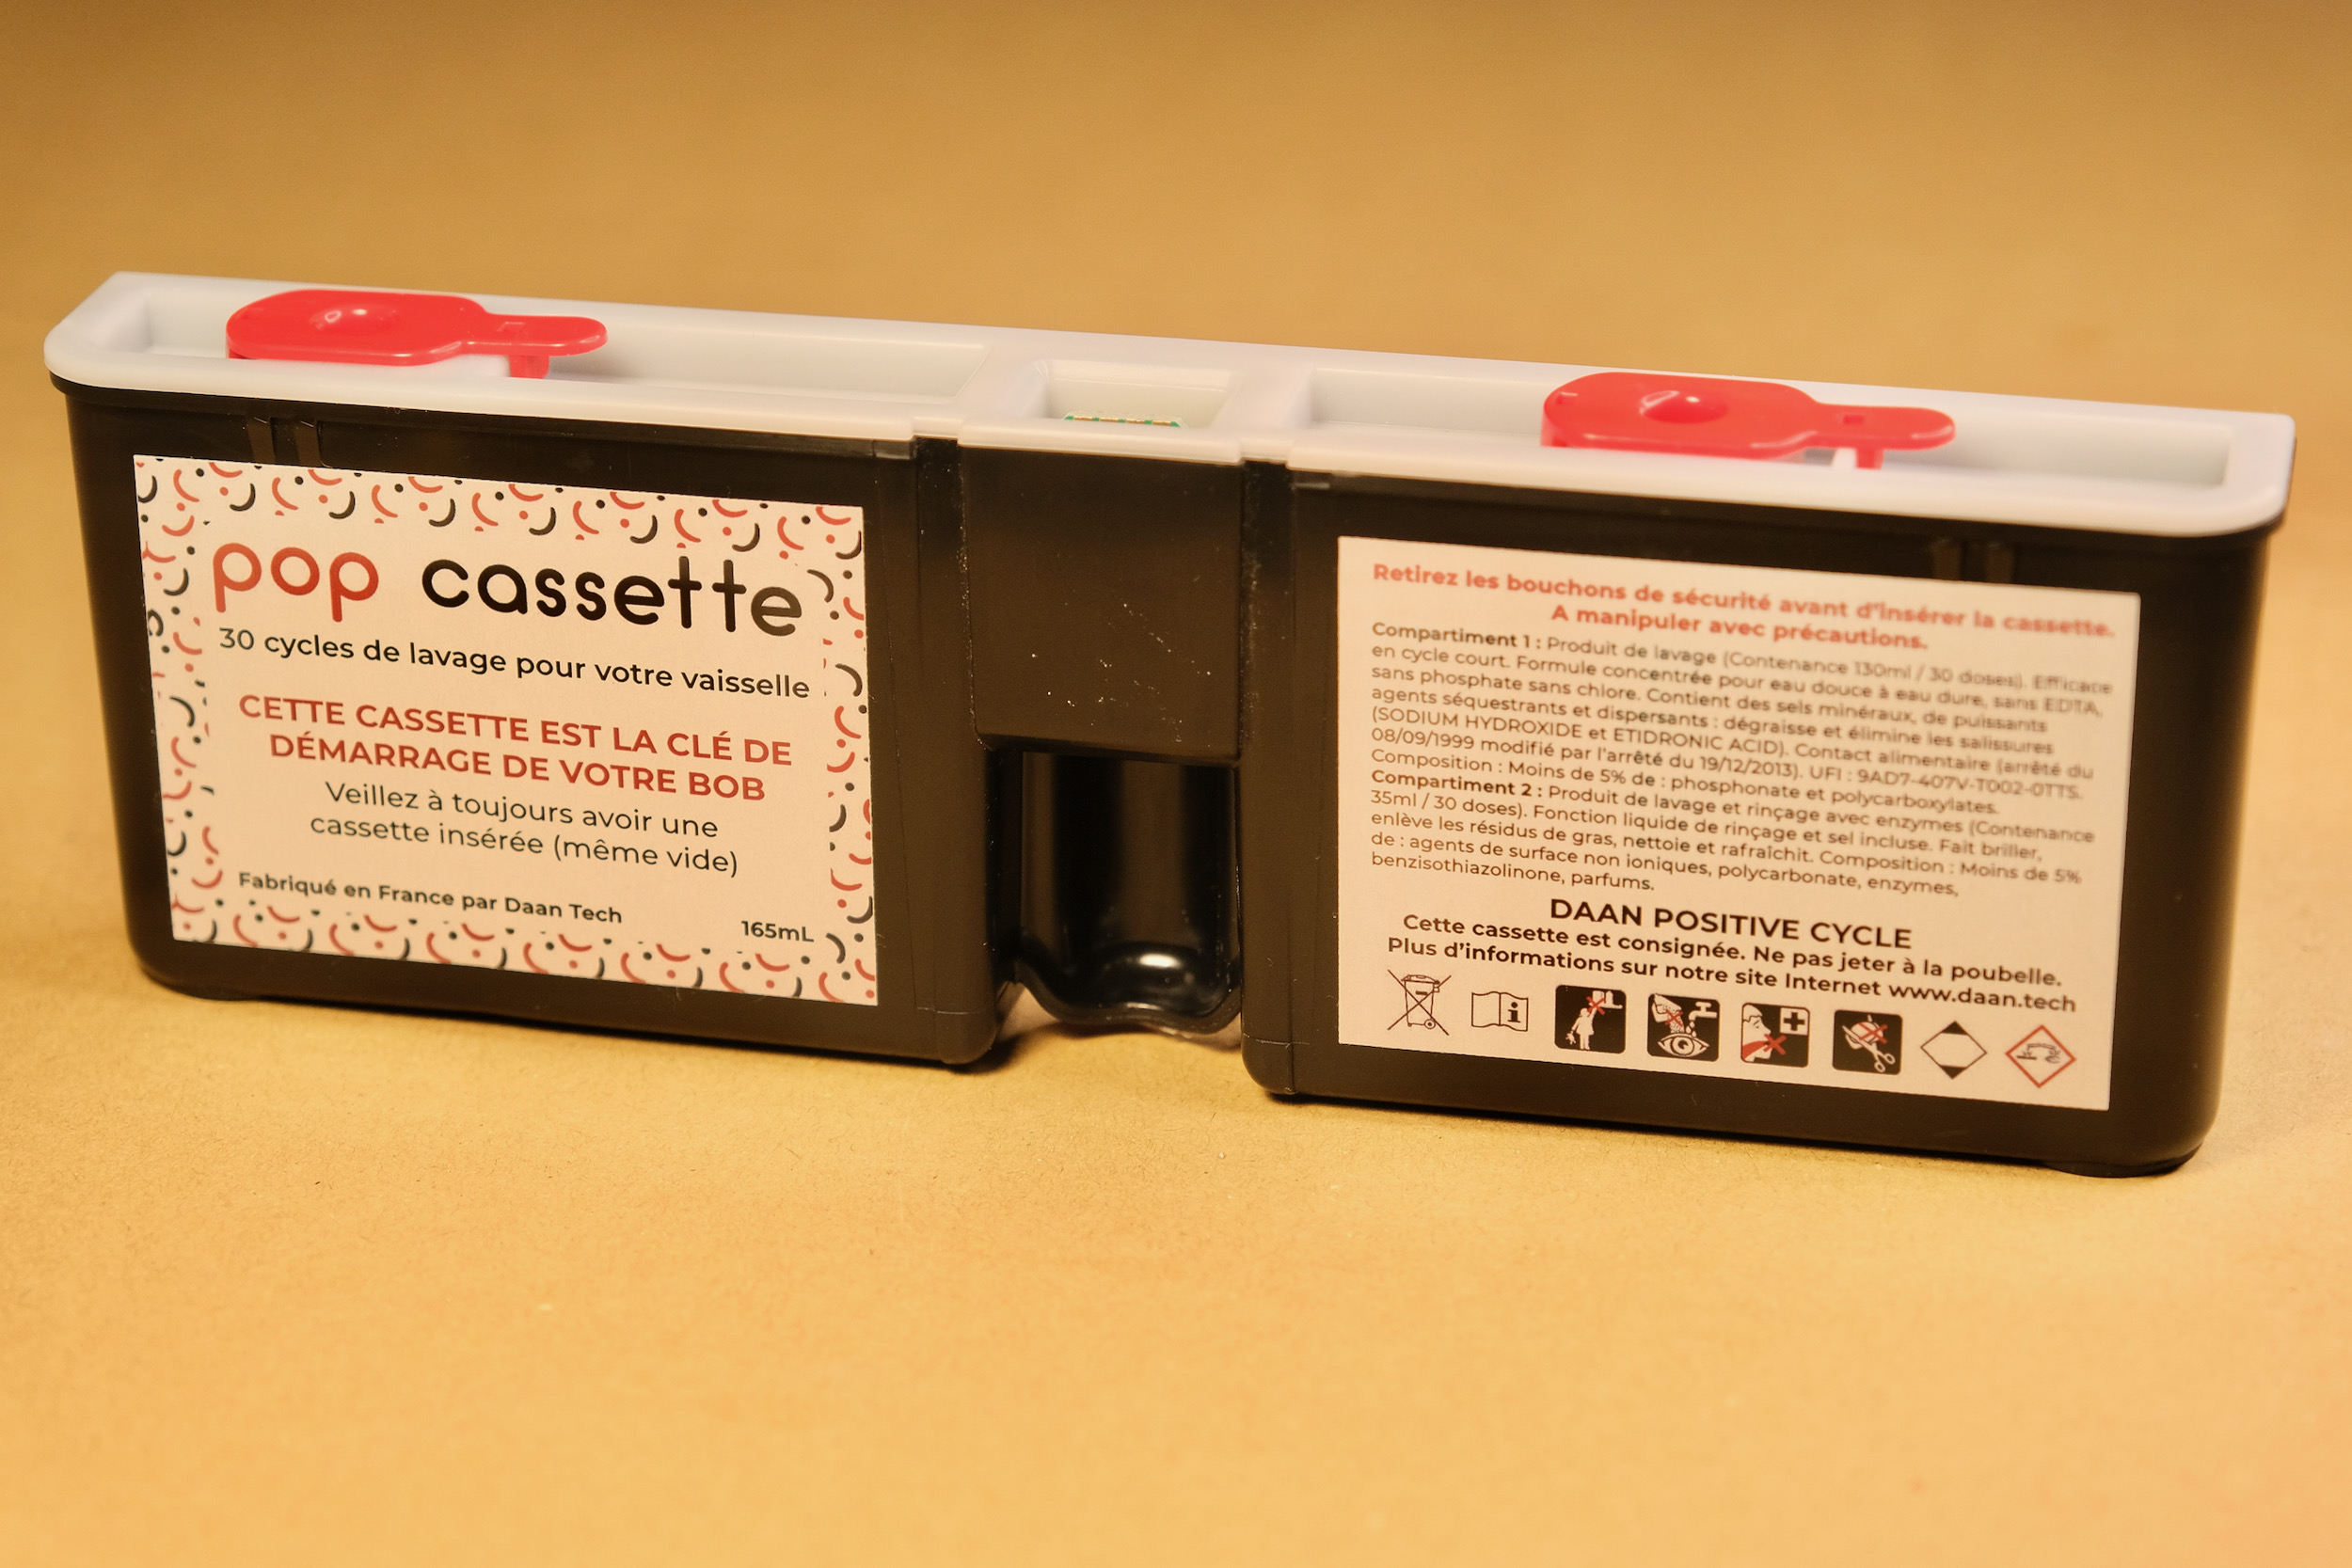 pop cassette
30 cycles de lavage pour votre vaisselle
CETTE CASSETTE EST LA CLÉ DE
DÉMARRAGE DE VOTRE BOB
Veillez à toujours avoir une
cassette insérée (même vide)
Fabriqué en France par Daan Tech
165mL
Retirez les bouchons de sécurité avant d'insérer la cassette.
A manipuler avec précautions.
Compartiment 1 : Produit de lavage (Contenance 130ml / 30 doses). Efficace
en cycle court. Formule concentrée pour eau douce à eau dure, sans EDTA,
sans phosphate sans chlore. Contient des sels minéraux, de puissants
agents séquestrants et dispersants : dégraisse et élimine les salissures
(SODIUM HYDROXIDE et ETIDRONIC ACID). Contact alimentaire (arrêté du
08/09/1999 modifié par l'arrêté du 19/12/2013). UFI : 9AD7-407V-T002-0TTS.
Composition : Moins de 5% de : phosphonate et polycarboxylates.
Compartiment 2 : Produit de lavage et rinçage avec enzymes (Contenance
35ml / 30 doses). Fonction liquide de rinçage et sel incluse. Fait briller,
enlève les résidus de gras, nettoie et rafraîchit. Composition : Moins de 5%
de : agents de surface non ioniques, polycarbonate, enzymes,
benzisothiazolinone, parfums.
DAAN POSITIVE CYCLE
Cette cassette est consignée. Ne pas jeter à la poubelle.
Plus d'informations sur notre site Internet www.daan.tech